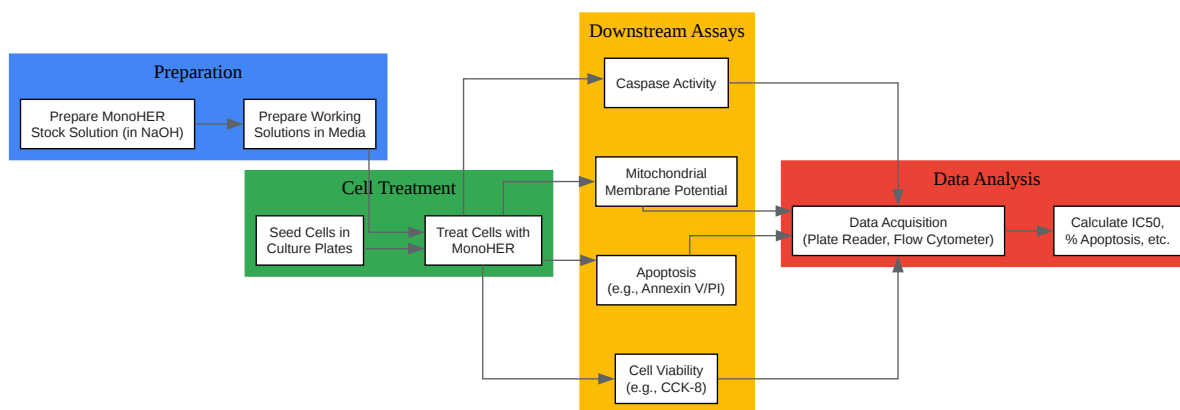 Preparation
Prepare MonoHER
Stock Solution (in NaOH)
Prepare Working
Solutions in Media
Cell Treatment
Seed Cells in
Culture Plates
Treat Cells with
MonoHER
Downstream Assays
Caspase Activity
Mitochondrial
Membrane Potential
Apoptosis
(e.g., Annexin V/PI)
Cell Viability
(e.g., CCK-8)
Data Analysis
Data Acquisition
(Plate Reader, Flow Cytometer)
Calculate IC50,
% Apoptosis, etc.